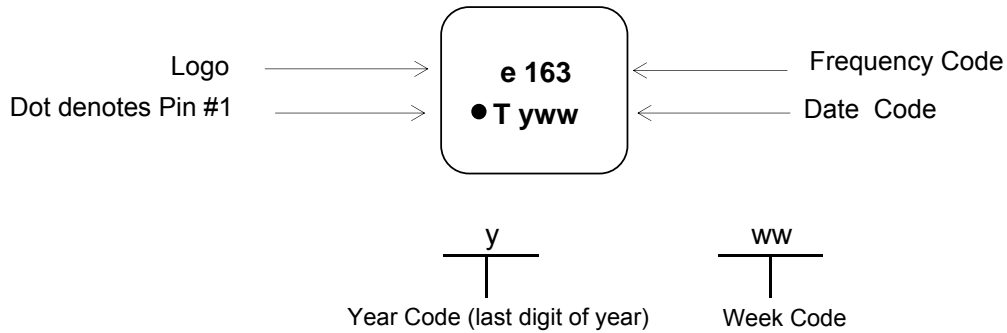 Logo
e 163
Frequency Code
Dot denotes Pin #1
● T yww
Date Code
y
ww
Year Code (last digit of year)
Week Code